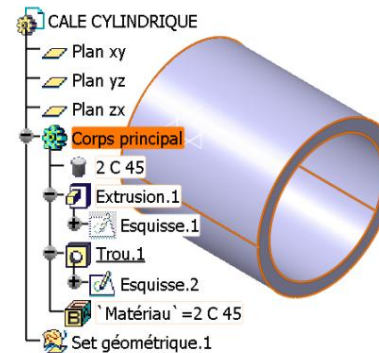 CALE CYLINDRIQUE
Plan xy
Plan yz
Plan zx
Corps principal
2 C 45
Extrusion.1
Esquisse.1
Trou.1
Esquisse.2
`Matériau`=2 C 45
Set géométrique.1